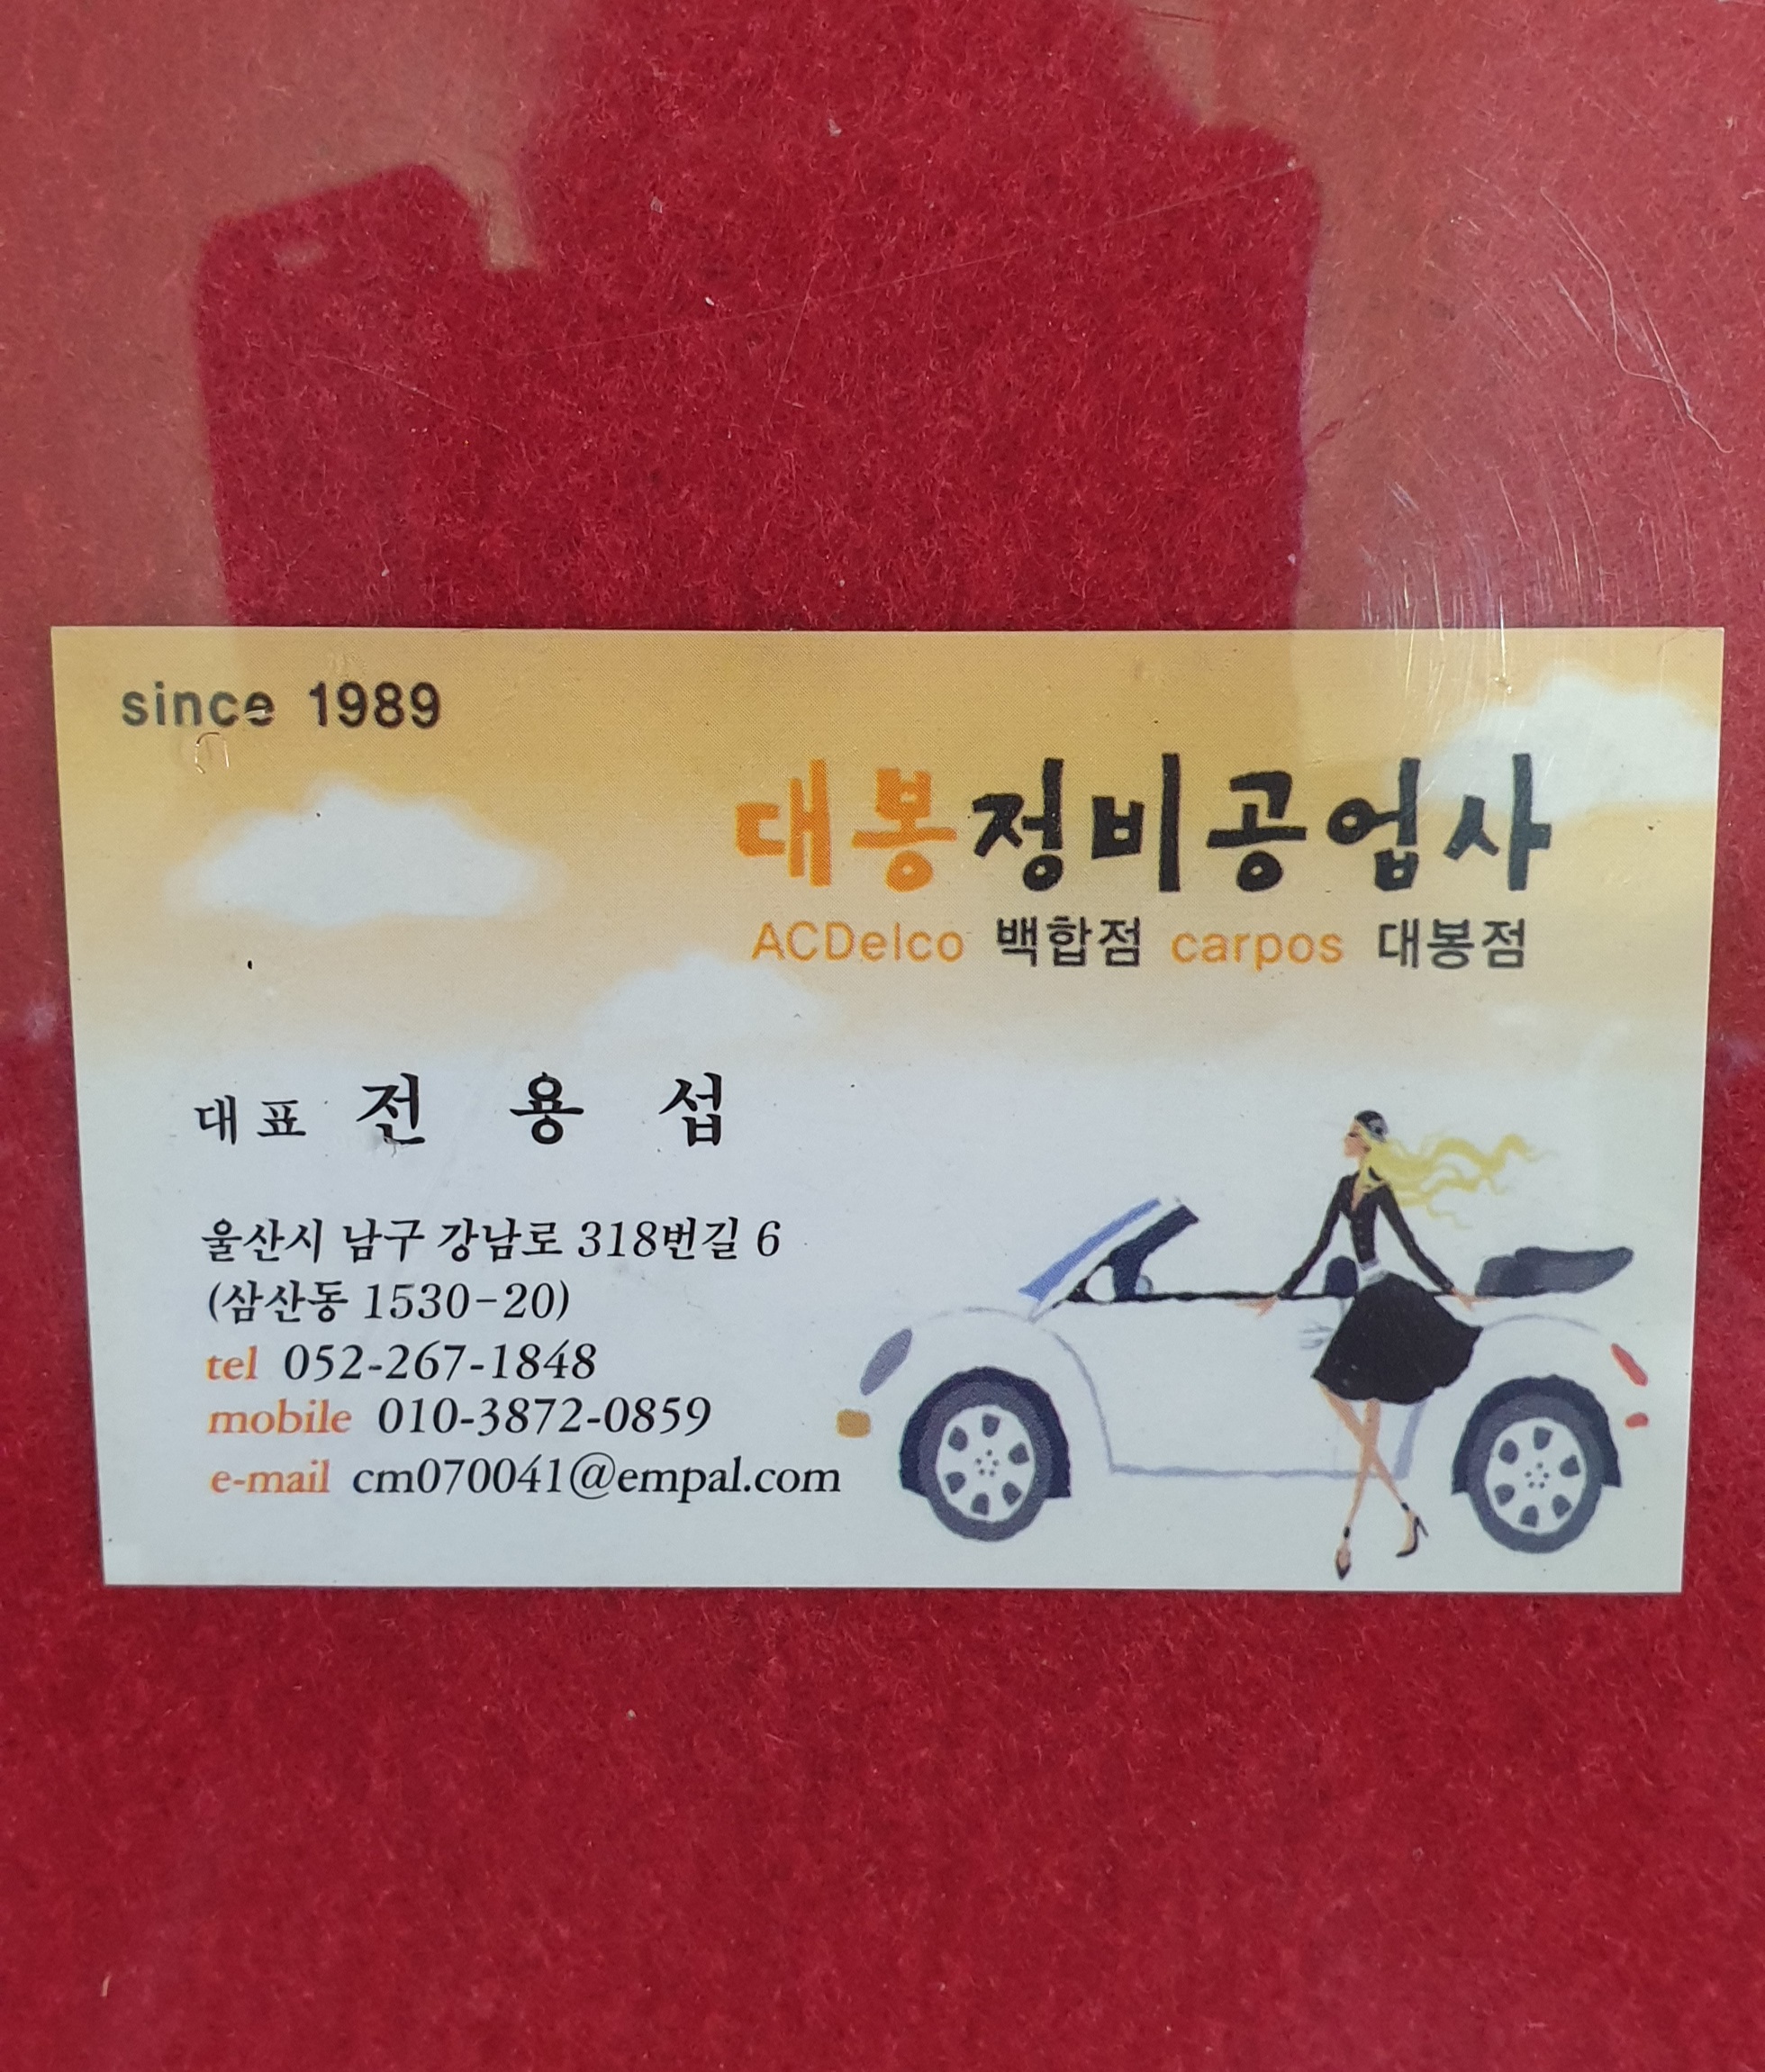 since 1989
대봉정비공업사
ACDelco 백합점 carpos 대봉점
대표 전 용 섭
울산시 남구 강남로 318번길 6
(삼산동 1530-20)
tel 052-267-1848
mobile 010-3872-0859
e-mail cm070041@empal.com